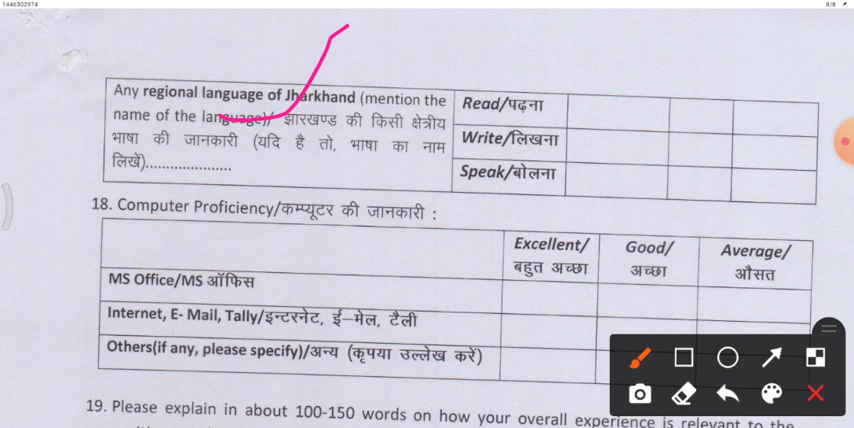 1446302974
8/8
Any regional language of Jharkhand (mention the
name of the language)/ झारखण्ड की किसी क्षेत्रीय
भाषा की जानकारी (यदि है तो, भाषा का नाम
लिखें).....................
Read/पढ़ना
Write/लिखना
Speak/बोलना
18. Computer Proficiency/कम्प्यूटर की जानकारी :
Excellent/
बहुत अच्छा
Good/
अच्छा
Average/
औसत
MS Office/MS ऑफिस
Internet, E- Mail, Tally/इन्टरनेट, ई–मेल, टैली
Others(if any, please specify)/अन्य (कृपया उल्लेख करें)
19. Please explain in about 100-150 words on how your overall experience is relevant to the